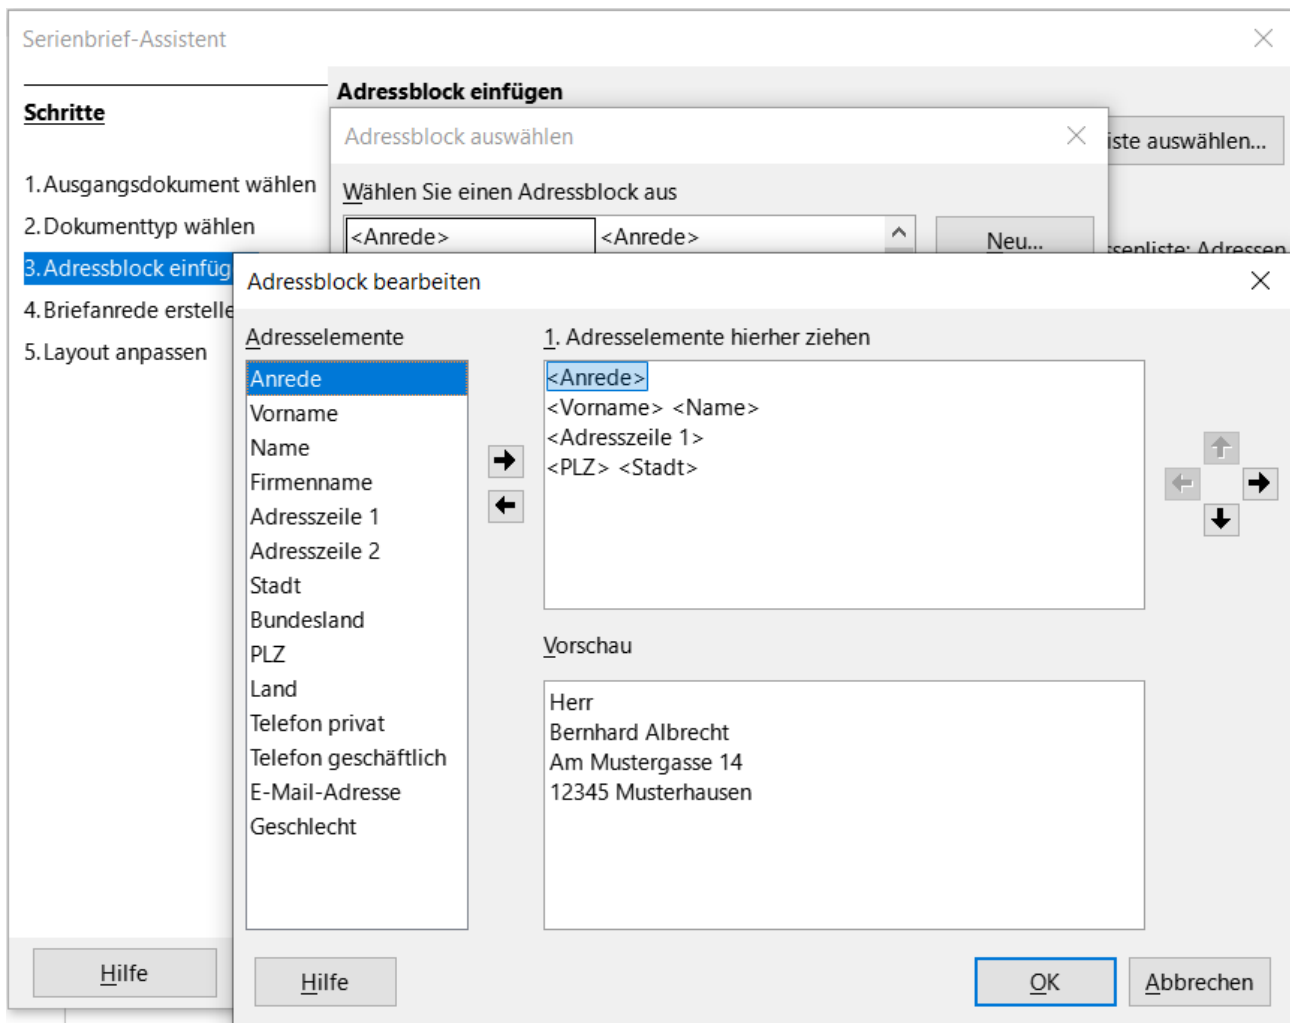 Serienbrief-Assistent
Schritte
1. Ausgangsdokument wählen
2. Dokumenttyp wählen
3. Adressblock einfüg
4. Briefanrede erstelle
5. Layout anpassen
Hilfe
Adressblock einfügen
iste auswählen...
ssenliste: Adressen
Adressblock auswählen
Wählen Sie einen Adressblock aus
<Anrede> <Anrede>
Neu...
Adressblock bearbeiten
Adresselemente
Anrede
Vorname
Name
Firmenname
Adresszeile 1
Adresszeile 2
Stadt
Bundesland
PLZ
Land
Telefon privat
Telefon geschäftlich
E-Mail-Adresse
Geschlecht
1. Adresselemente hierher ziehen
<Anrede>
<Vorname> <Name>
<Adresszeile 1>
<PLZ> <Stadt>
Vorschau
Herr
Bernhard Albrecht
Am Mustergasse 14
12345 Musterhausen
Hilfe
OK
Abbrechen